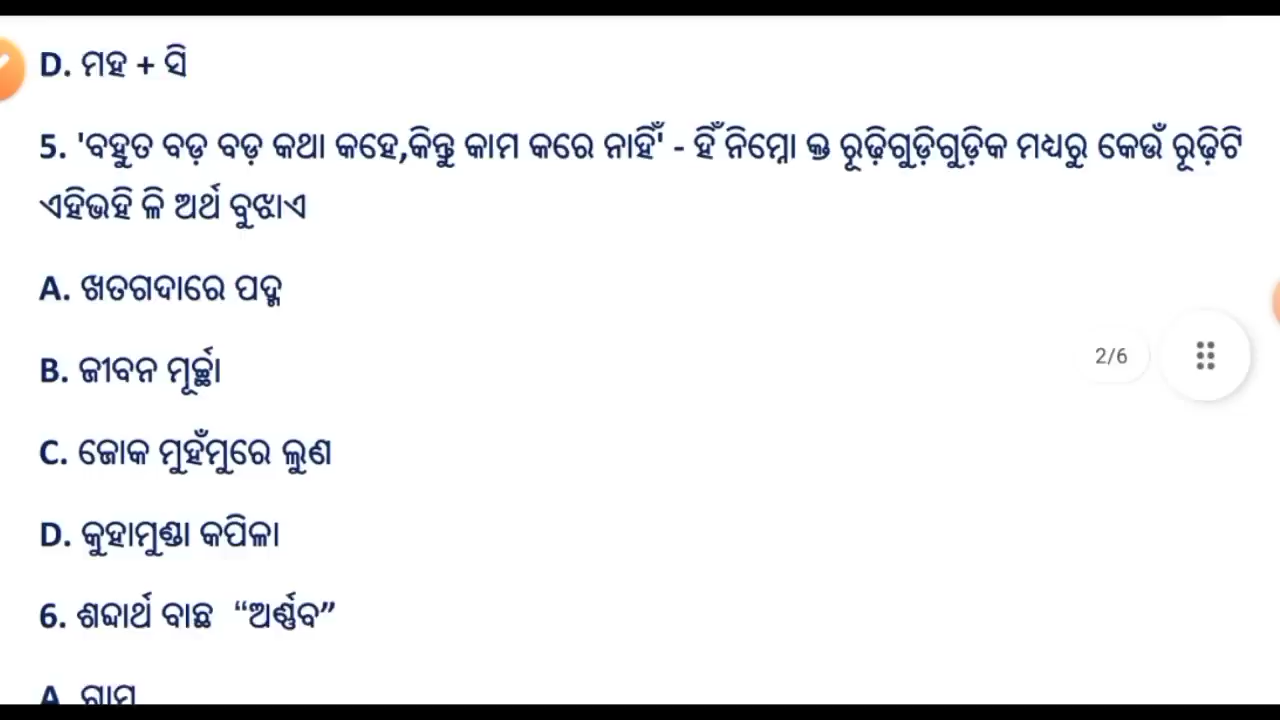 D. ମହ + ସି
5. 'ବହୁତ ବଡ଼ ବଡ଼ କଥା କହେ,କିନ୍ତୁ କାମ କରେ ନାହିଁ' - ହିଁ ନିମ୍ନୋ କ୍ତ ରୂଢ଼ିଗୁଡ଼ିଗୁଡ଼ିକ ମଧ୍ୟରୁ କେଉଁ ରୂଢ଼ିଟି
ଏହିଭହି ଳି ଅର୍ଥ ବୁଝାଏ
A. ଖତଗଦାରେ ପଦ୍ମ
B. ଜୀବନ ମୂର୍ଚ୍ଛା
2/6
C. ଜୋକ ମୁହଁମୁରେ ଲୁଣ
D. କୁହାମୁଣ୍ଡା କପିଳା
6. ଶବ୍ଦାର୍ଥ ବାଛ “ଅର୍ଣ୍ଣବ”
A